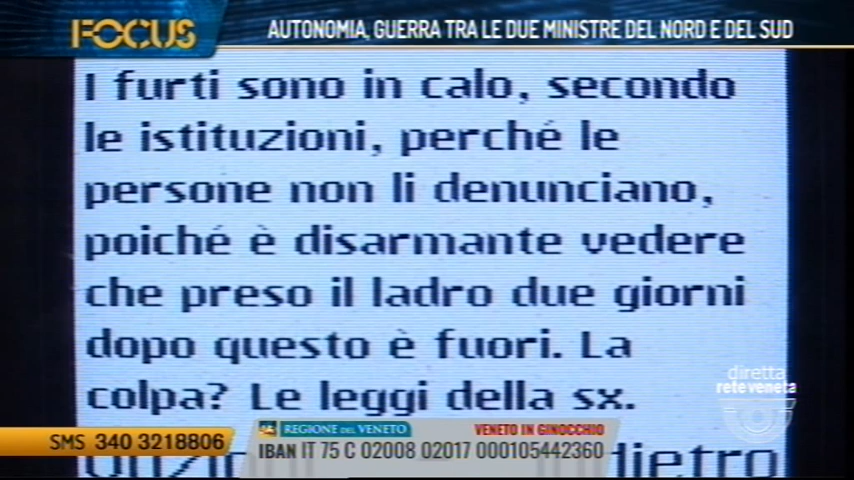 FOCUS
AUTONOMIA, GUERRA TRA LE DUE MINISTRE DEL NORD E DEL SUD
I furti sono in calo, secondo
le istituzioni, perché le
persone non li denunciano,
poiché è disarmante vedere
che preso il ladro due giorni
dopo questo è fuori. La
colpa? Le leggi della sx.
diretta
rete veneta
SMS 340 3218806
REGIONE DEL VENETO
VENETO IN GINOCCHIO
IBAN IT 75 C 02008 02017 000105442360